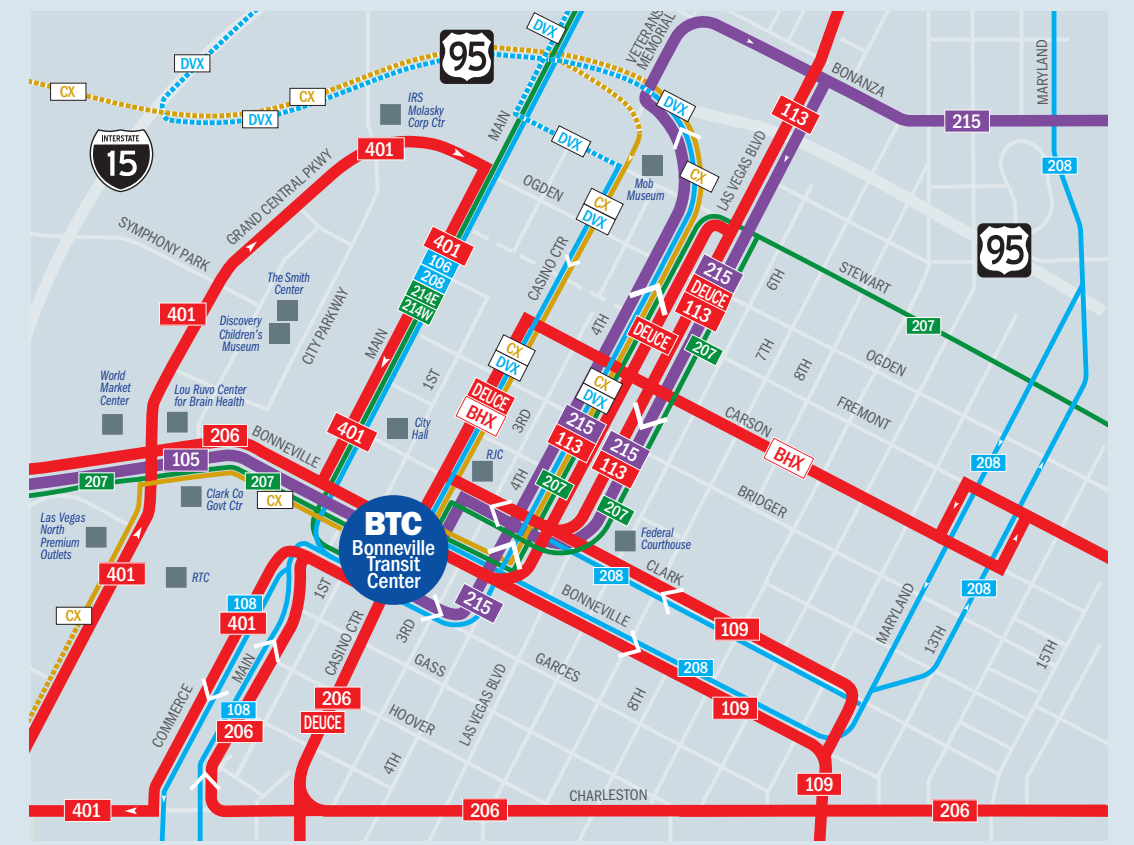 DVX
VETERANS
MEMORIAL
95
DVX
CX
CX
DVX
BONANZA
MARYLAND
IRS
Molasky
Corp Ctr
MAIN
DVX
113
215
INTERSTATE
15
401
DVX
LAS VEGAS BLVD
208
GRAND CENTRAL PKWY
OGDEN
Mob
Museum
CX
CX
DVX
SYMPHONY PARK
401
106
208
214E
214W
CASINO CTR
95
215
DEUCE
113
6TH
STEWART
The Smith
Center
401
Discovery
Children's
Museum
CITY PARKWAY
MAIN
4TH
DEUCE
207
207
7TH
8TH
OGDEN
CX
DVX
1ST
World
Market
Center
Lou Ruvo Center
for Brain Health
DEUCE
BHX
CX
DVX
FREMONT
3RD
215
113
CARSON
401
City
Hall
206
BONNEVILLE
215
113
BHX
105
RJC
208
207
207
4TH
207
BRIDGER
CX
Clark Co
Govt Ctr
207
Las Vegas
North
Premium
Outlets
BTC
Bonneville
Transit
Center
Federal
Courthouse
401
RTC
CLARK
208
208
1ST
108
401
215
BONNEVILLE
MARYLAND
CX
3RD
109
13TH
CASINO CTR
15TH
MAIN
GASS
GARCES
208
206
8TH
108
DEUCE
HOOVER
LAS VEGAS BLVD
109
COMMERCE
206
4TH
109
CHARLESTON
401
206
206